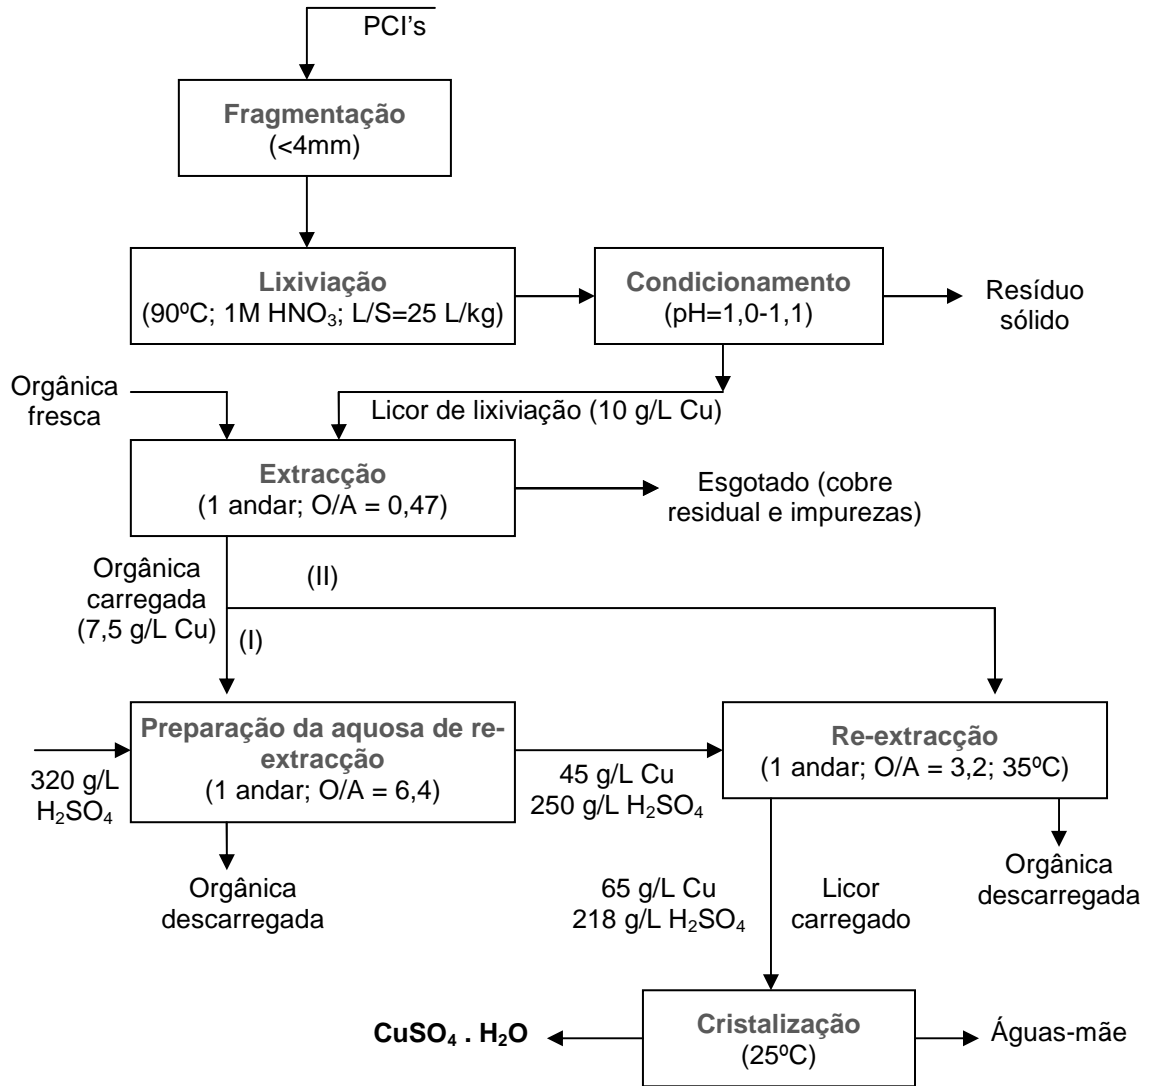 PCI’s
Fragmentação
(<4mm)
Lixiviação
(90ºC; 1M HNO₃; L/S=25 L/kg)
Condicionamento
(pH=1,0-1,1)
Resíduo
sólido
Orgânica
fresca
Licor de lixiviação (10 g/L Cu)
Extracção
(1 andar; O/A = 0,47)
Esgotado (cobre
residual e impurezas)
Orgânica
carregada
(7,5 g/L Cu)
(II)
(I)
320 g/L
H₂SO₄
Preparação da aquosa de re-
extracção
(1 andar; O/A = 6,4)
45 g/L Cu
250 g/L H₂SO₄
Re-extracção
(1 andar; O/A = 3,2; 35ºC)
Orgânica
descarregada
65 g/L Cu
218 g/L H₂SO₄
Licor
carregado
Orgânica
descarregada
CuSO₄ . H₂O
Cristalização
(25ºC)
Águas-mãe